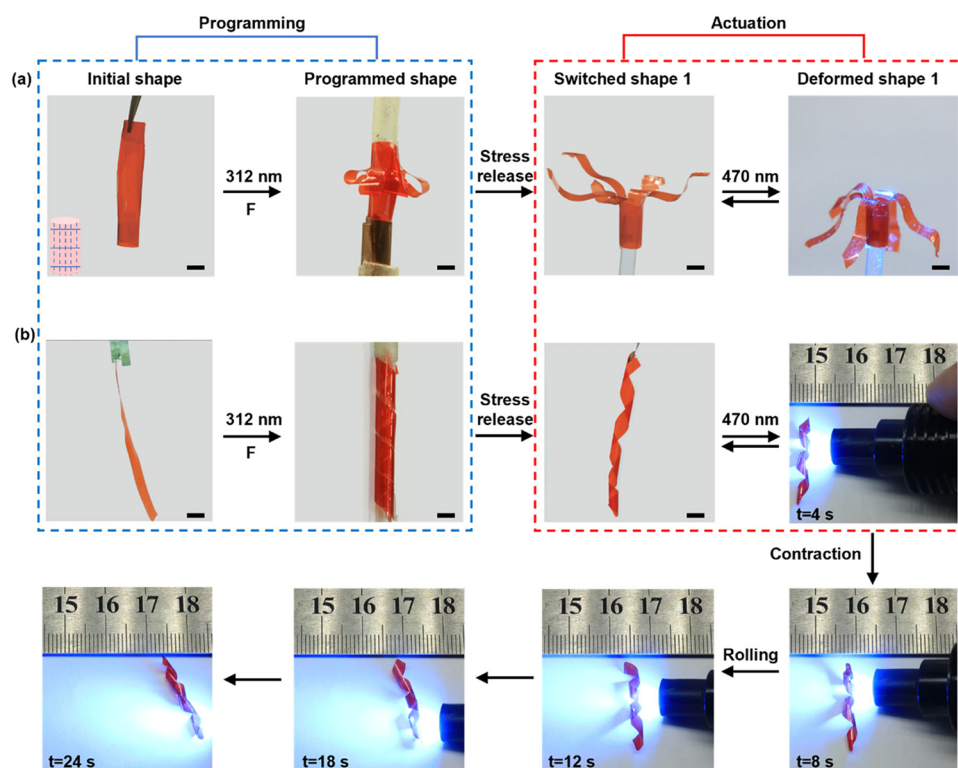 Programming
Actuation
(a)
Initial shape
Programmed shape
Switched shape 1
Deformed shape 1
312 nm
F
Stress
release
470 nm
(b)
312 nm
F
Stress
release
470 nm
15 16 17 18
t=4 s
Contraction
15 16 17 18
t=24 s
15 16 17 18
t=18 s
15 16 17 18
t=12 s
Rolling
15 16 17 18
t=8 s